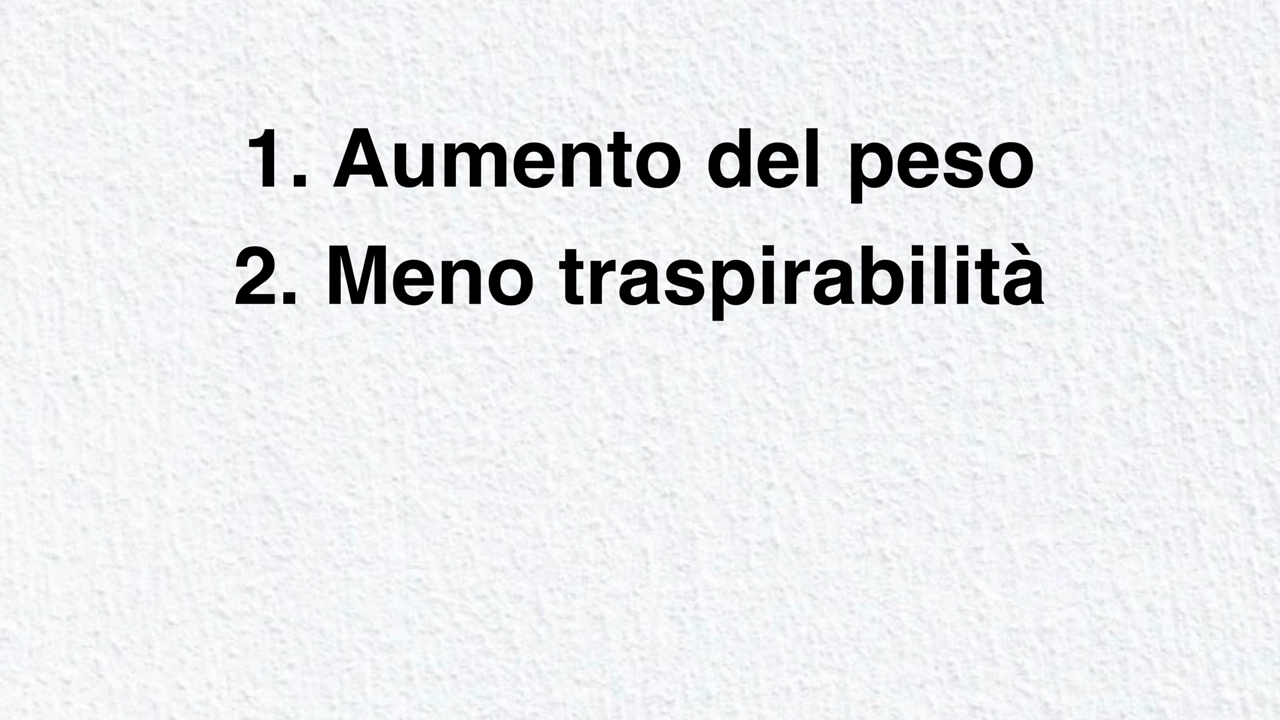 1. Aumento del peso
2. Meno traspirabilità